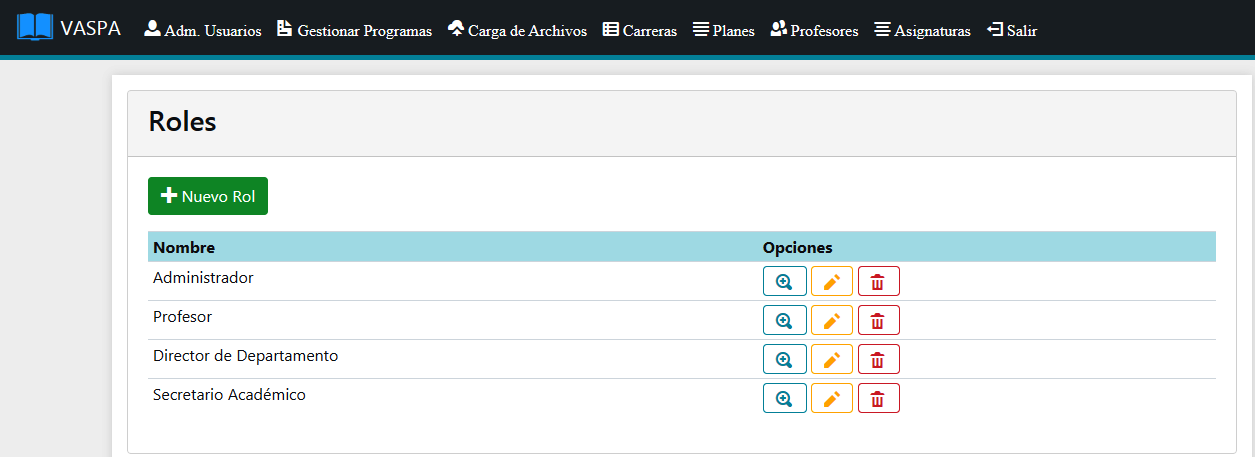 VASPA Adm. Usuarios Gestionar Programas Carga de Archivos Carreras Planes Profesores Asignaturas Salir
Roles
Nuevo Rol
Nombre Opciones
Administrador
Profesor
Director de Departamento
Secretario Académico